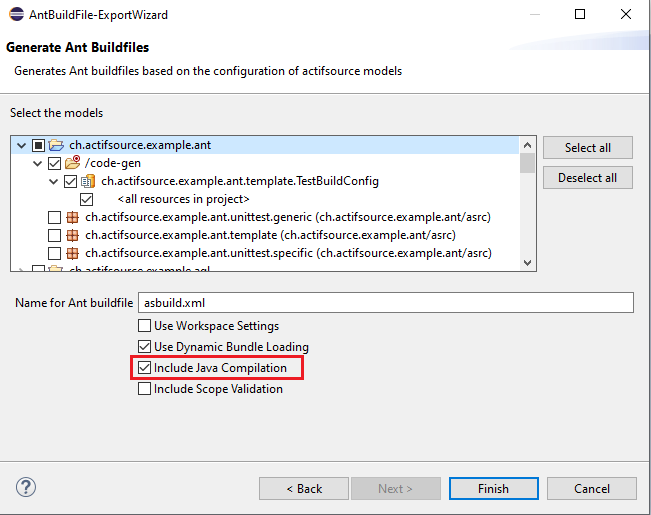 AntBuildFile-ExportWizard
Generate Ant Buildfiles
Generates Ant buildfiles based on the configuration of actifsource models
Select the models
ch.actifsource.example.ant
Select all
/code-gen
ch.actifsource.example.ant.template.TestBuildConfig
Deselect all
<all resources in project>
ch.actifsource.example.ant.unittest.generic (ch.actifsource.example.ant/asrc)
ch.actifsource.example.ant.template (ch.actifsource.example.ant/asrc)
ch.actifsource.example.ant.unittest.specific (ch.actifsource.example.ant/asrc)
ch.actifsource.example.aql
Name for Ant buildfile asbuild.xml
Use Workspace Settings
Use Dynamic Bundle Loading
Include Java Compilation
Include Scope Validation
? < Back Next > Finish Cancel